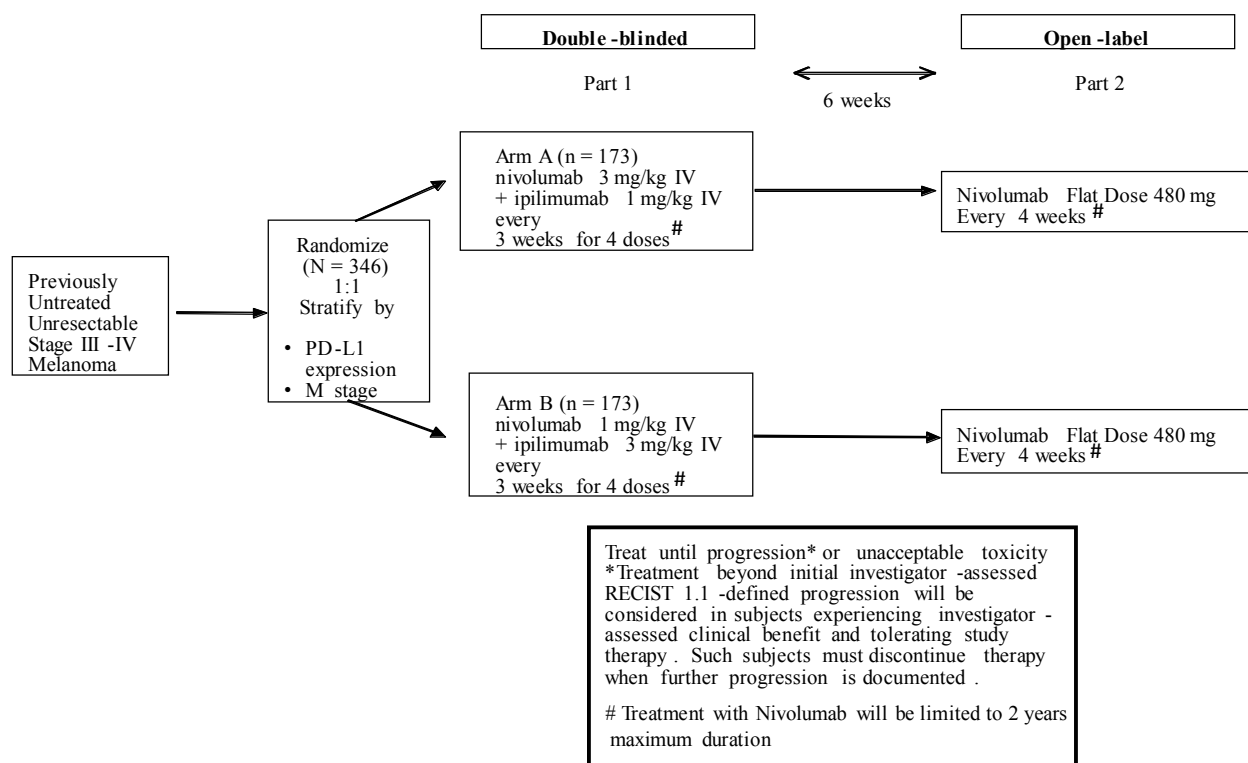 Double -blinded
Open -label
Part 1
6 weeks
Part 2
Previously
Untreated
Unresectable
Stage III -IV
Melanoma
Randomize
(N = 346)
1:1
Stratify by
• PD-L1
expression
• M stage
Arm A (n = 173)
nivolumab 3 mg/kg IV
+ ipilimumab 1 mg/kg IV
every
3 weeks for 4 doses #
Nivolumab Flat Dose 480 mg
Every 4 weeks #
Arm B (n = 173)
nivolumab 1 mg/kg IV
+ ipilimumab 3 mg/kg IV
every
3 weeks for 4 doses #
Nivolumab Flat Dose 480 mg
Every 4 weeks #
Treat until progression* or unacceptable toxicity
*Treatment beyond initial investigator -assessed
RECIST 1.1 -defined progression will be
considered in subjects experiencing investigator -
assessed clinical benefit and tolerating study
therapy . Such subjects must discontinue therapy
when further progression is documented .
# Treatment with Nivolumab will be limited to 2 years
maximum duration